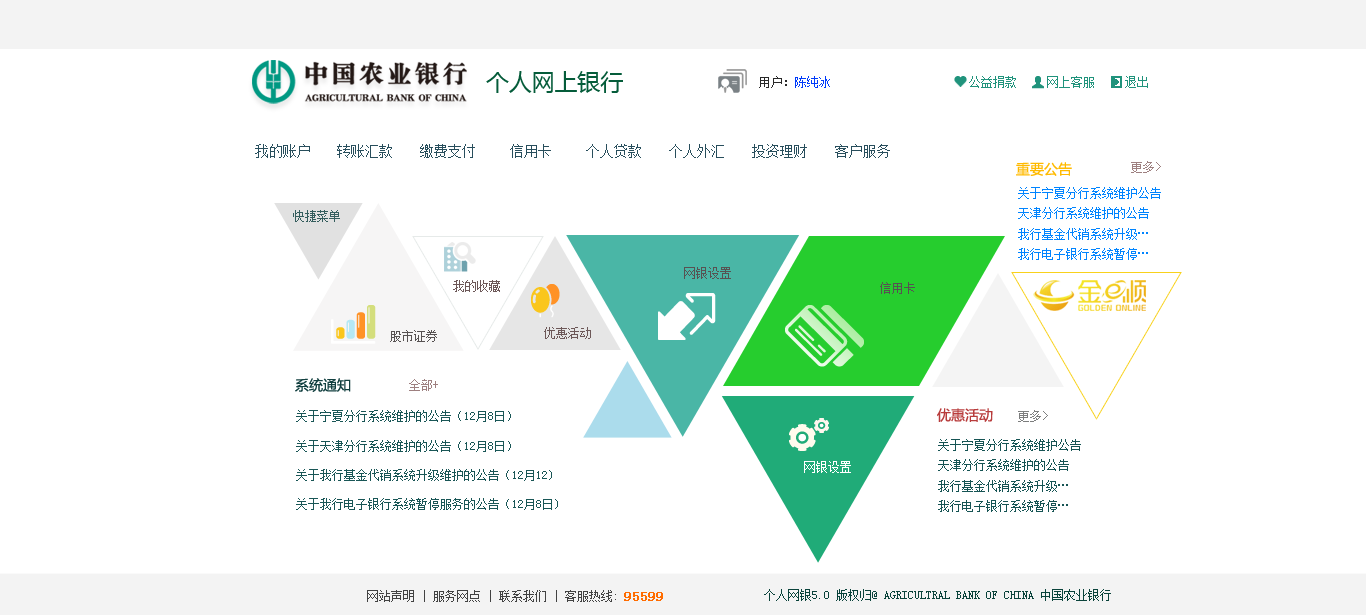 中国农业银行
AGRICULTURAL BANK OF CHINA
个人网上银行
用户：陈纯冰
公益捐款 网上客服 退出
我的账户 转账汇款 缴费支付 信用卡 个人贷款 个人外汇 投资理财 客户服务
重要公告 更多>
关于宁夏分行系统维护公告
天津分行系统维护的公告
我行基金代销系统升级…
我行电子银行系统暂停…
快捷菜单
我的收藏
股市证券
优惠活动
网银设置
信用卡
金e顺
GOLDEN ONLINE
系统通知 全部+
关于宁夏分行系统维护的公告（12月8日）
关于天津分行系统维护的公告（12月8日）
关于我行基金代销系统升级维护的公告（12月12）
关于我行电子银行系统暂停服务的公告（12月8日）
网银设置
优惠活动 更多>
关于宁夏分行系统维护公告
天津分行系统维护的公告
我行基金代销系统升级…
我行电子银行系统暂停…
网站声明 | 服务网点 | 联系我们 | 客服热线：95599
个人网银5.0 版权归@ AGRICULTRAL BANK OF CHINA 中国农业银行